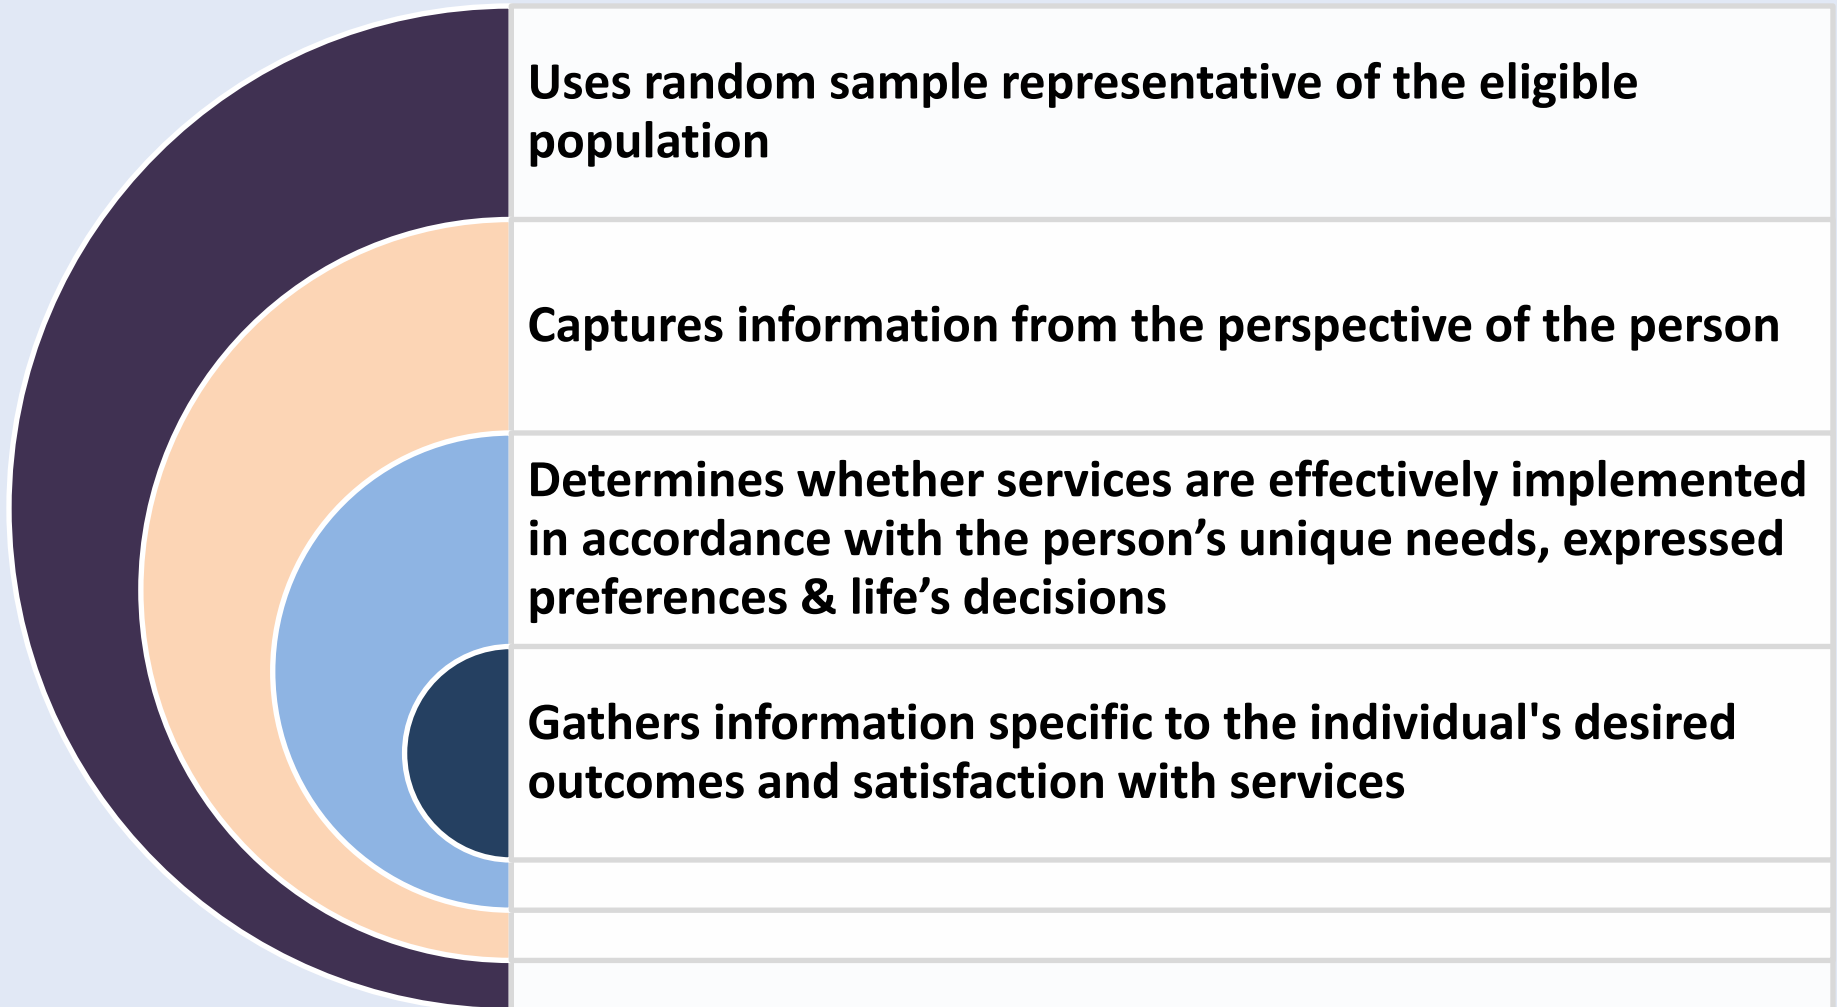 Uses random sample representative of the eligible
population
Captures information from the perspective of the person
Determines whether services are effectively implemented
in accordance with the person’s unique needs, expressed
preferences & life’s decisions
Gathers information specific to the individual's desired
outcomes and satisfaction with services